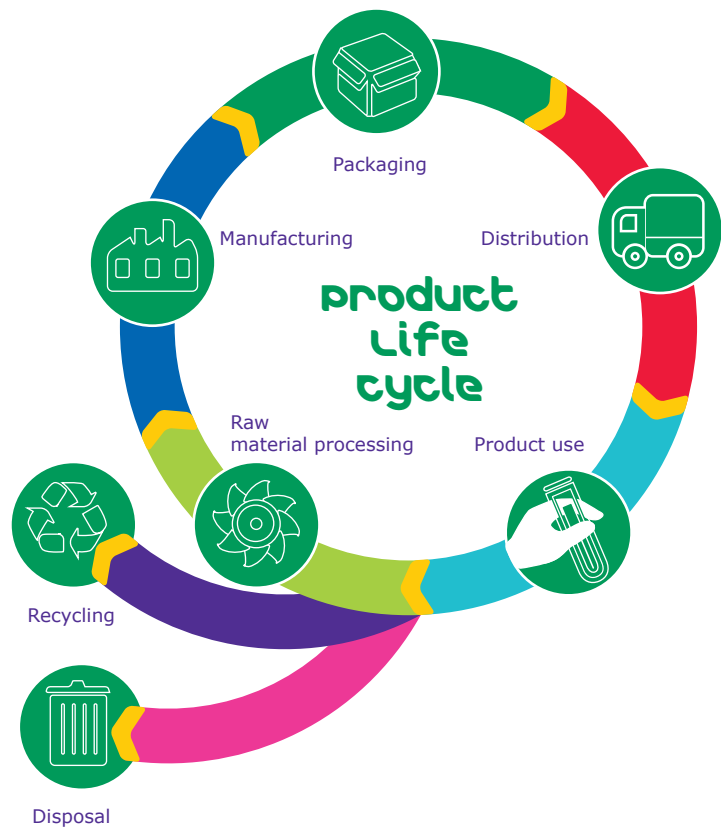 Packaging
Manufacturing
Distribution
product
Life
cycle
Raw
material processing
Product use
Recycling
Disposal